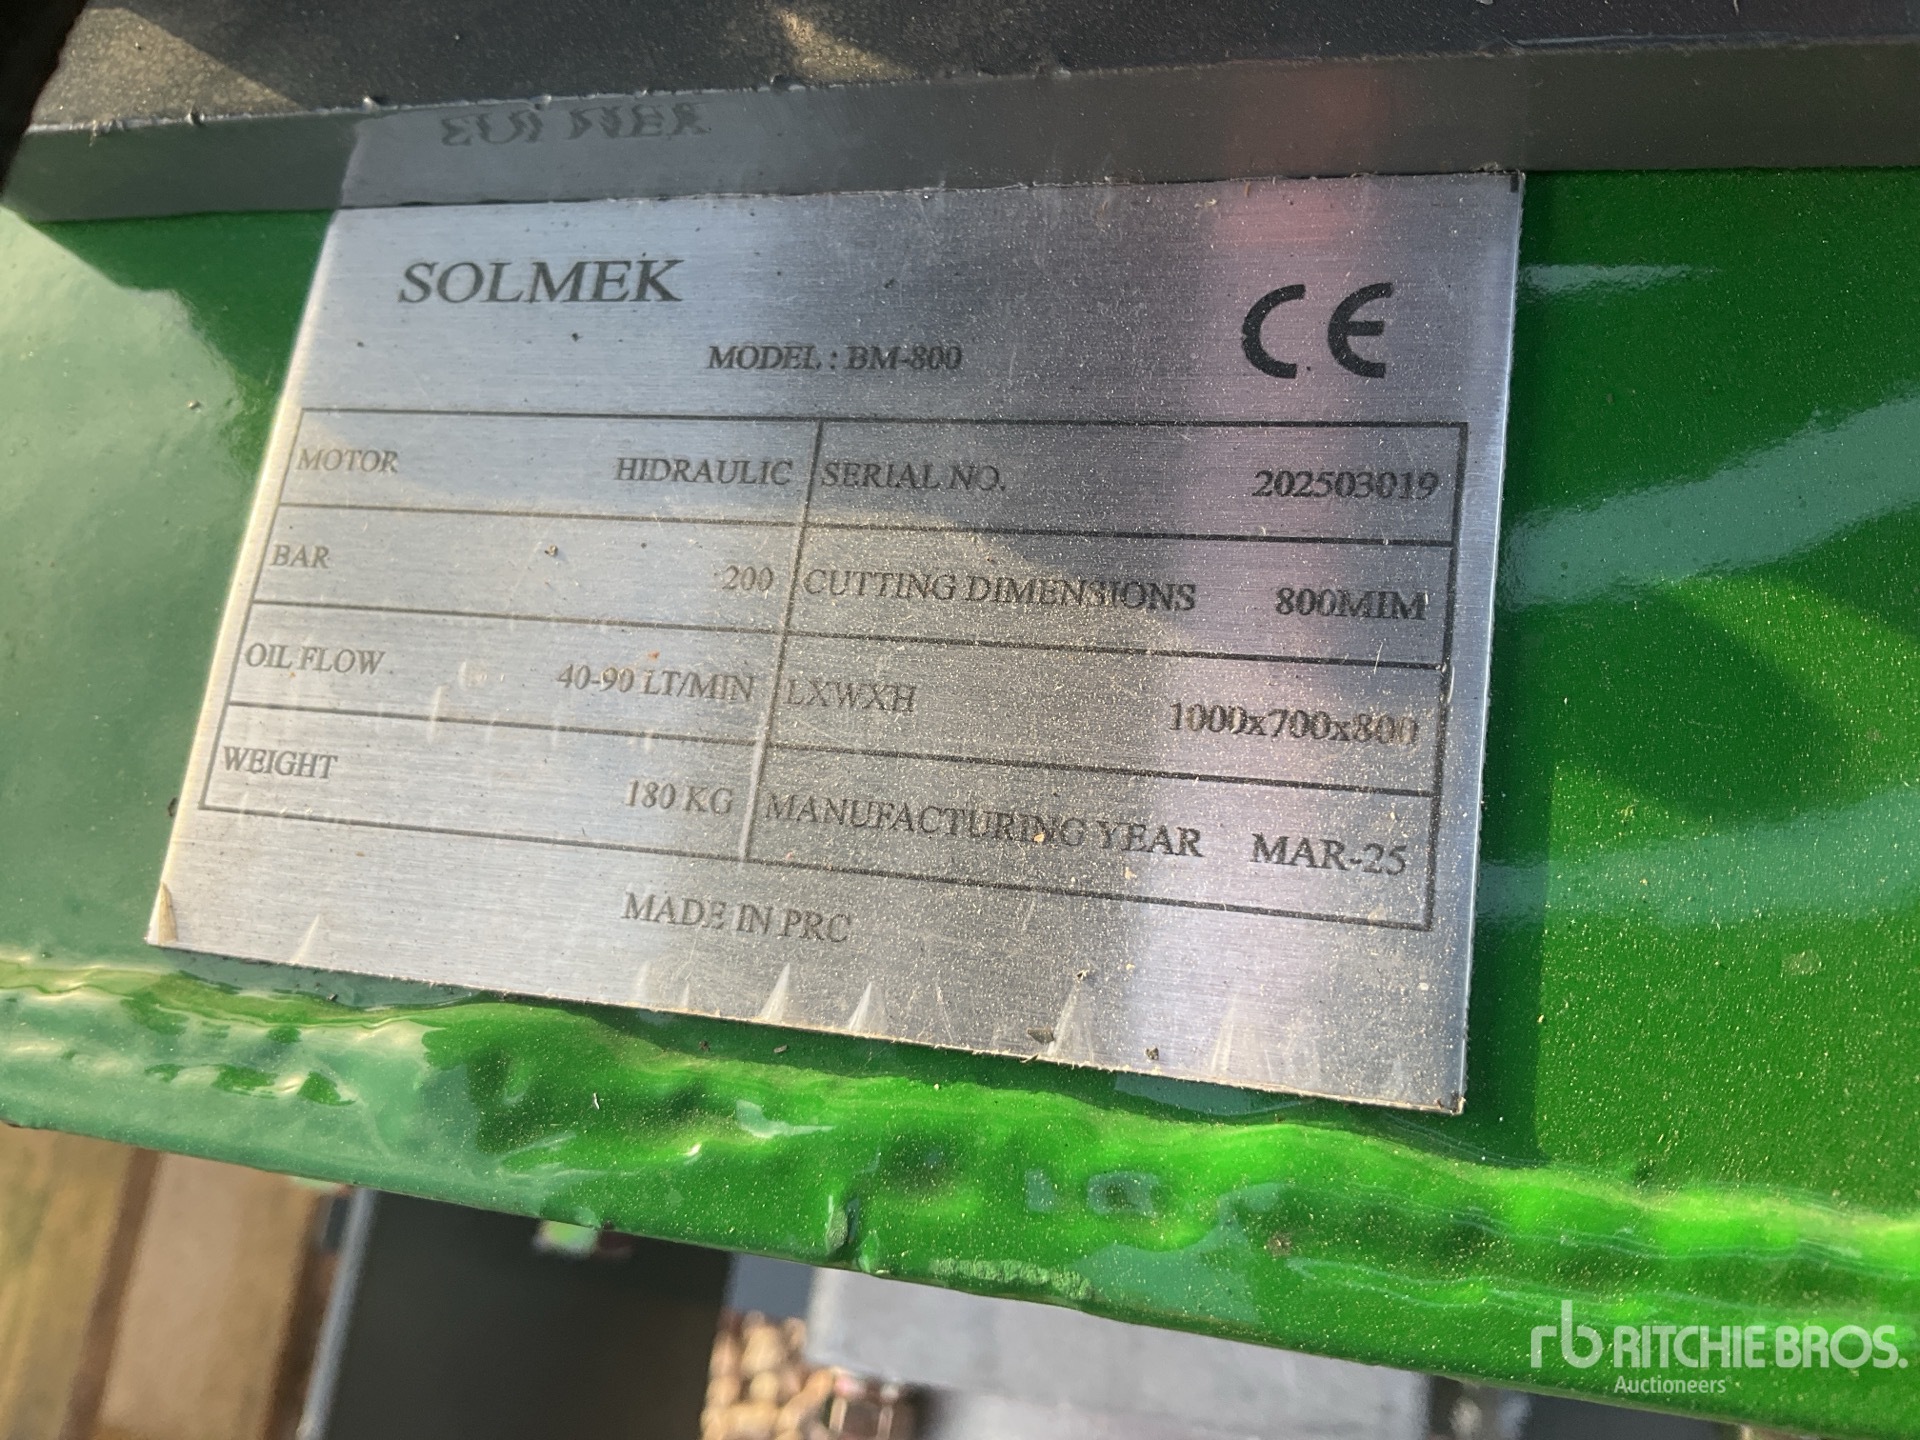 SOLMEK
CE
MODEL : BM-800
MOTOR HIDRAULIC SERIAL NO. 202503019
BAR 200 CUTTING DIMENSIONS 800MIM
OIL FLOW 40-90 LT/MIN LXWXH 1000x700x800
WEIGHT 180 KG MANUFACTURING YEAR MAR-25
MADE IN PRC
rb RITCHIE BROS.
Auctioneers